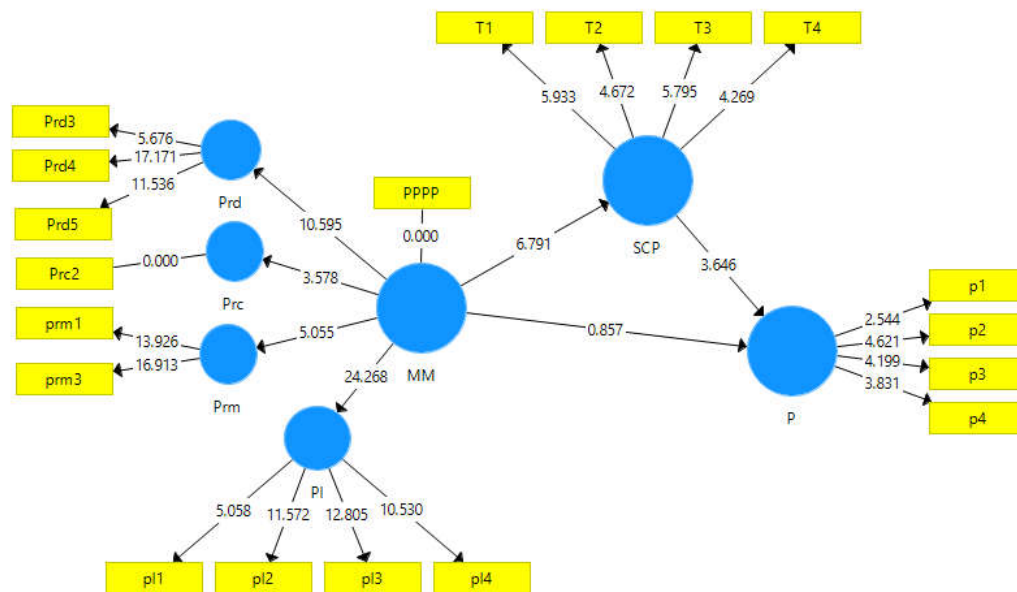 T1
T2
T3
T4
5.933
4.672
5.795
4.269
Prd3
Prd4
Prd5
Prc2
prm1
prm3
5.676
17.171
11.536
0.000
13.926
16.913
Prd
Prc
Prm
PPPP
0.000
10.595
3.578
5.055
24.268
MM
6.791
SCP
3.646
0.857
P
2.544
4.621
4.199
3.831
p1
p2
p3
p4
Pl
5.058
11.572
12.805
10.530
pl1
pl2
pl3
pl4